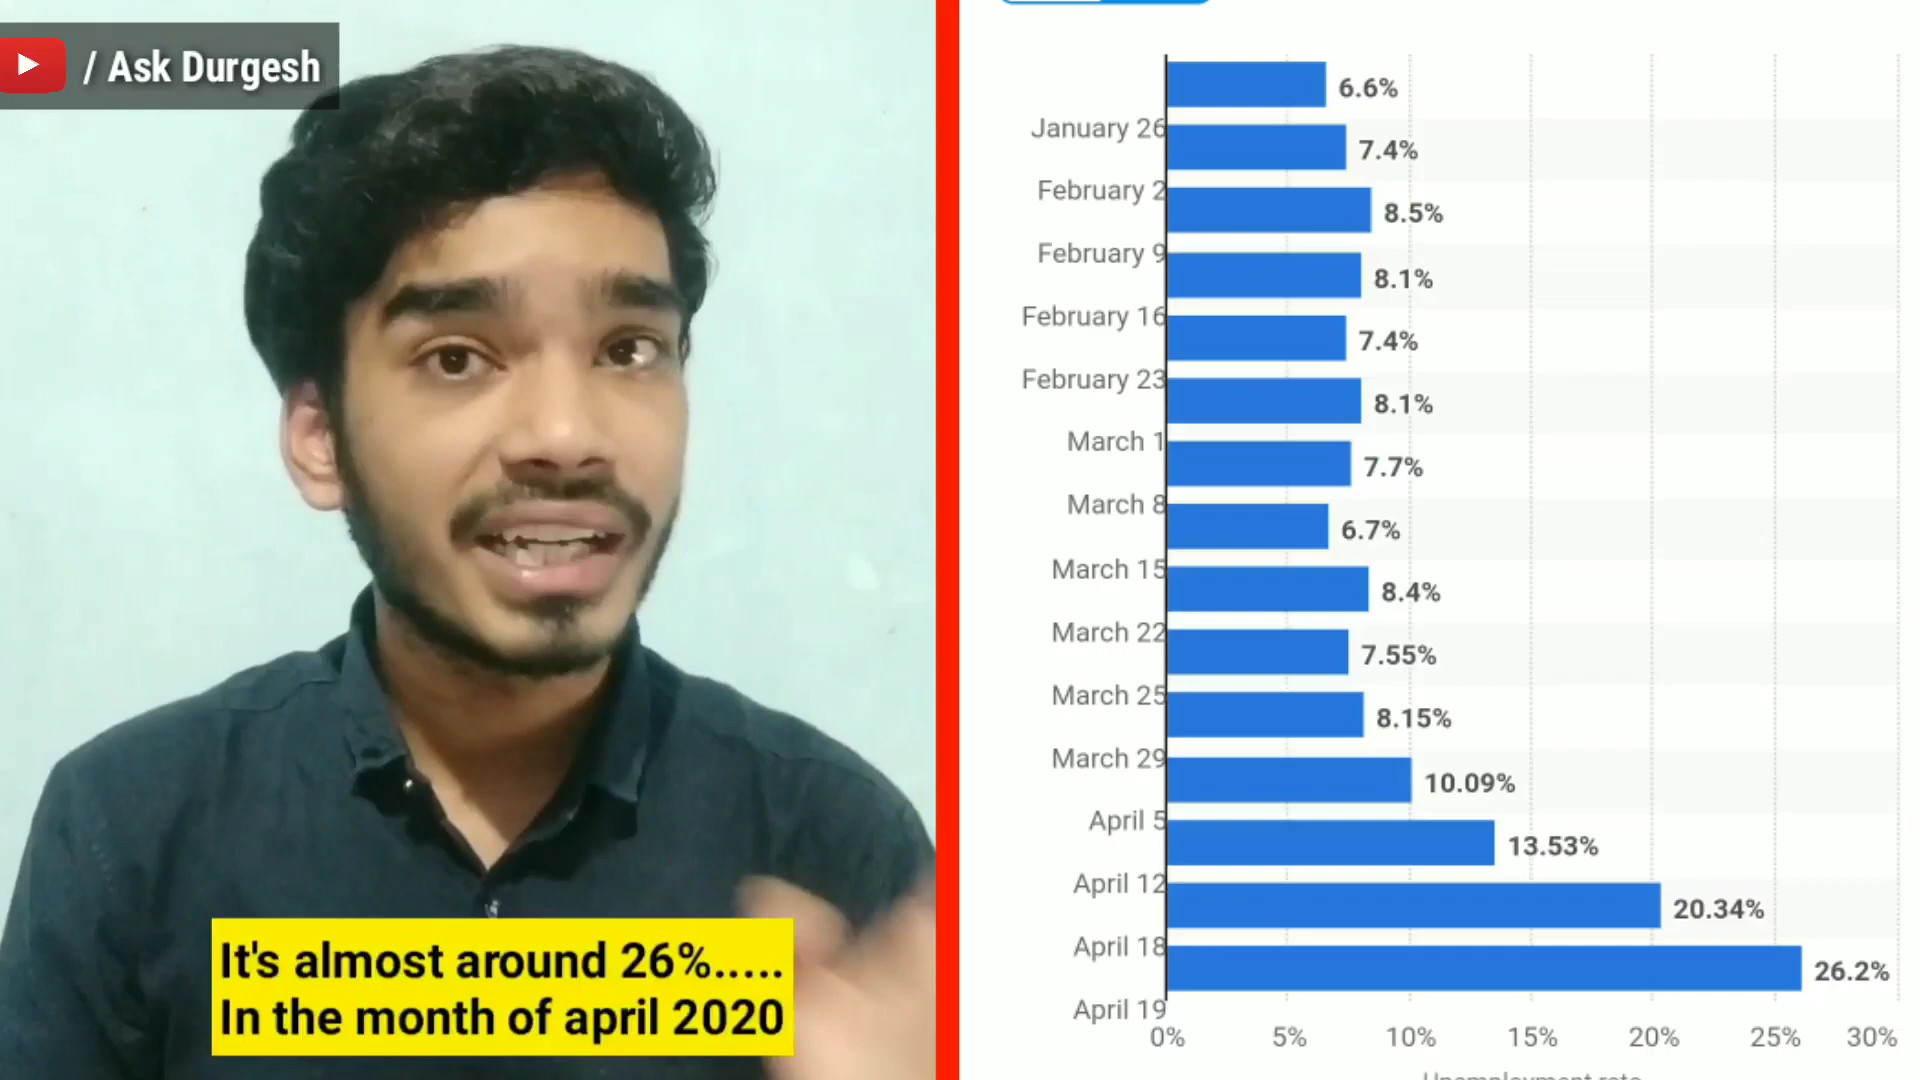 / Ask Durgesh
It's almost around 26%.....
In the month of april 2020
6.6%
January 26
7.4%
February 2
8.5%
February 9
8.1%
February 16
7.4%
February 23
8.1%
March 1
7.7%
March 8
6.7%
March 15
8.4%
March 22
7.55%
March 25
8.15%
March 29
10.09%
April 5
13.53%
April 12
20.34%
April 18
26.2%
April 19
0% 5% 10% 15% 20% 25% 30%
Unemployment rate